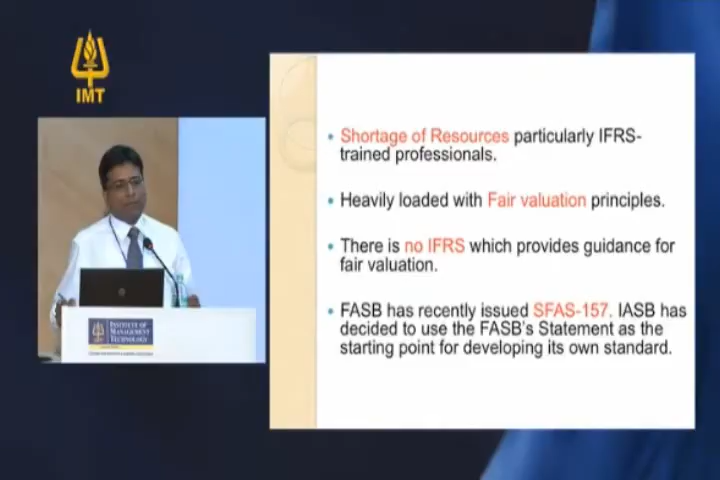 IMT
Shortage of Resources particularly IFRS-
trained professionals.
Heavily loaded with Fair valuation principles.
There is no IFRS which provides guidance for
fair valuation.
FASB has recently issued SFAS-157. IASB has
decided to use the FASB's Statement as the
starting point for developing its own standard.
INSTITUTE OF
MANAGEMENT
TECHNOLOGY